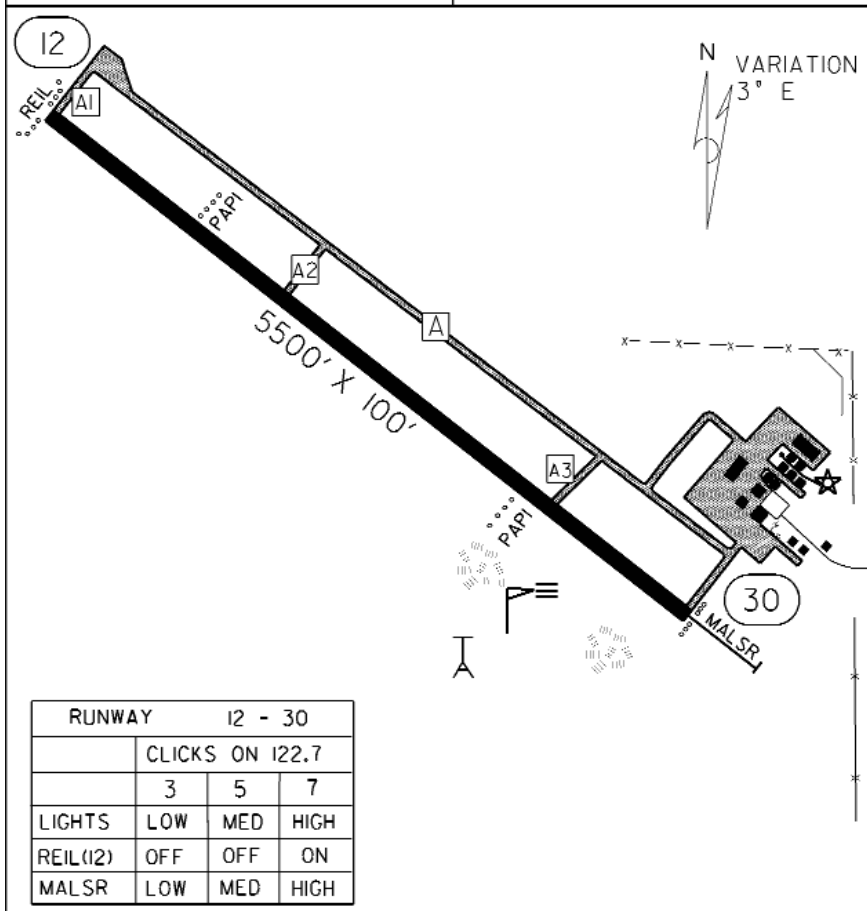 12
N
VARIATION
3° E
REIL
A1
PAPI
A2
A
5500' X 100'
A3
PAPI
30
MALSR
RUNWAY 12 - 30
CLICKS ON 122.7
3 5 7
LIGHTS LOW MED HIGH
REIL(12) OFF OFF ON
MALSR LOW MED HIGH